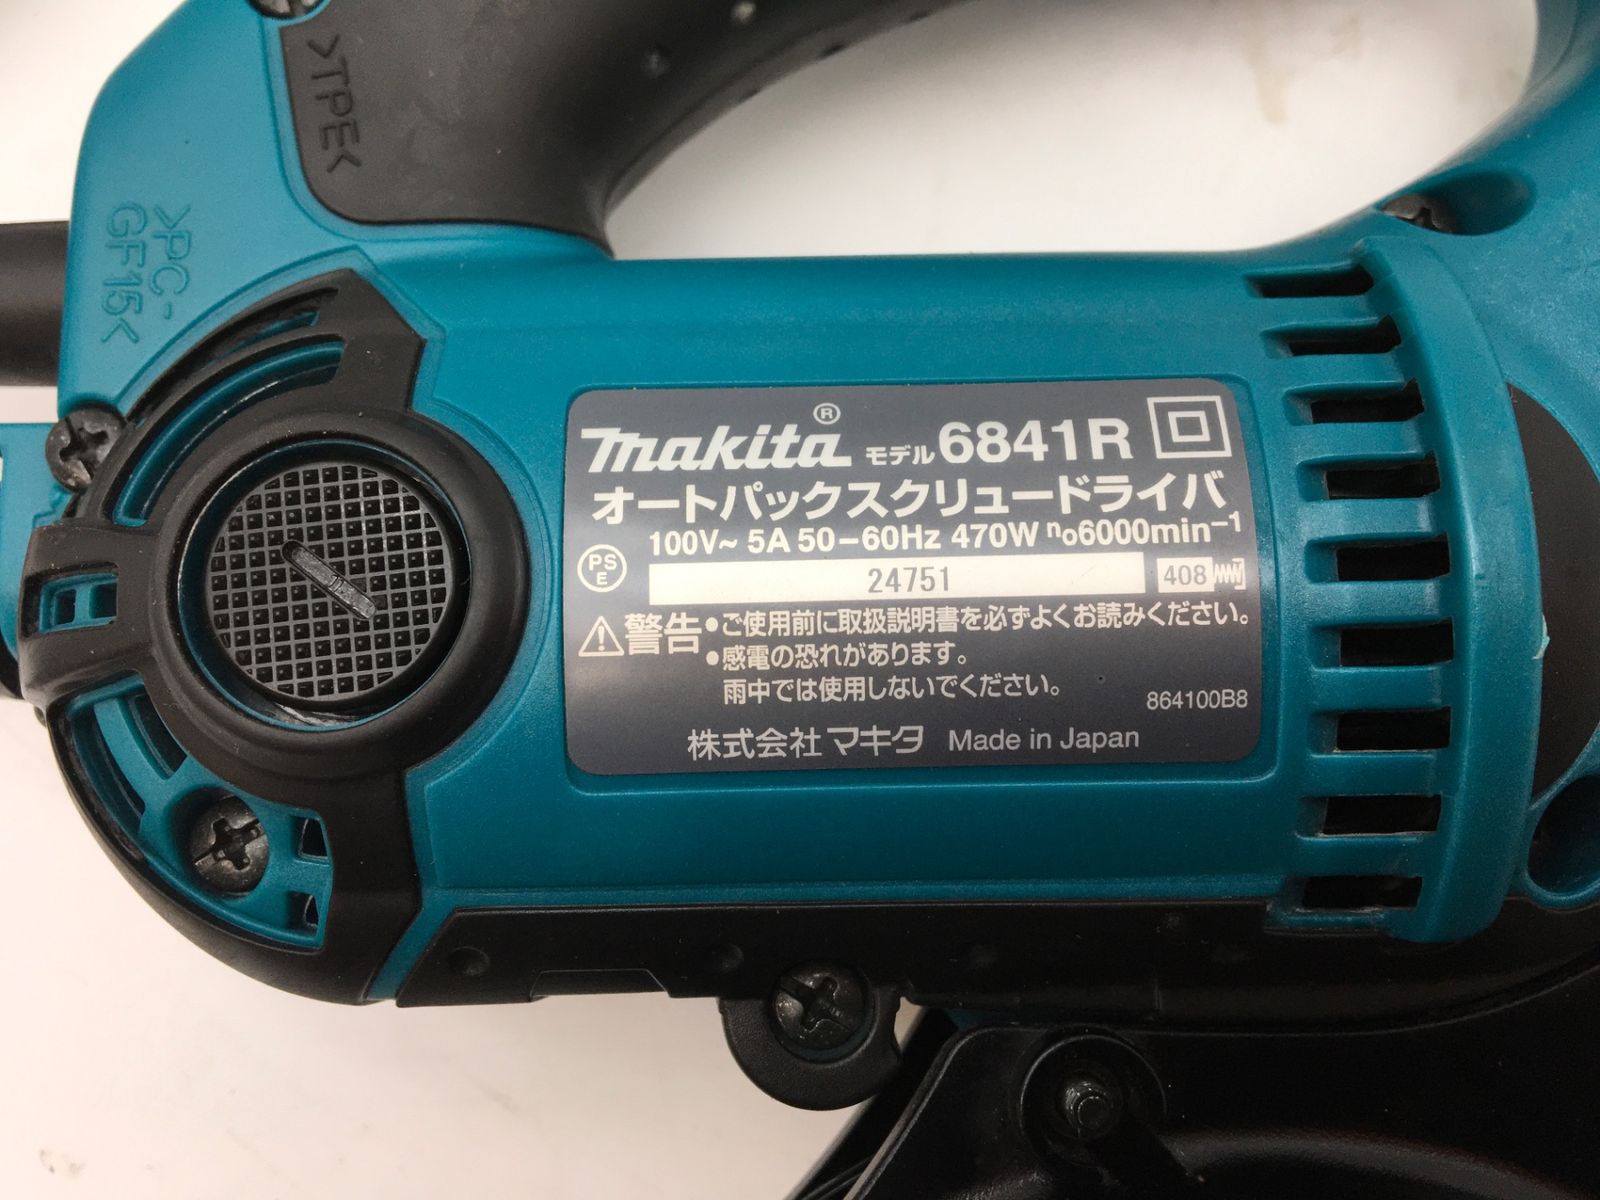 >TPE<
>PC-
GF15<
makita® モデル 6841R
オートパックスクリュードライバ
100V~ 5A 50-60Hz 470W no6000min-1
PS
E
24751
408
警告 •ご使用前に取扱説明書を必ずよくお読みください。
•感電の恐れがあります。
雨中では使用しないでください。
864100B8
株式会社マキタ Made in Japan